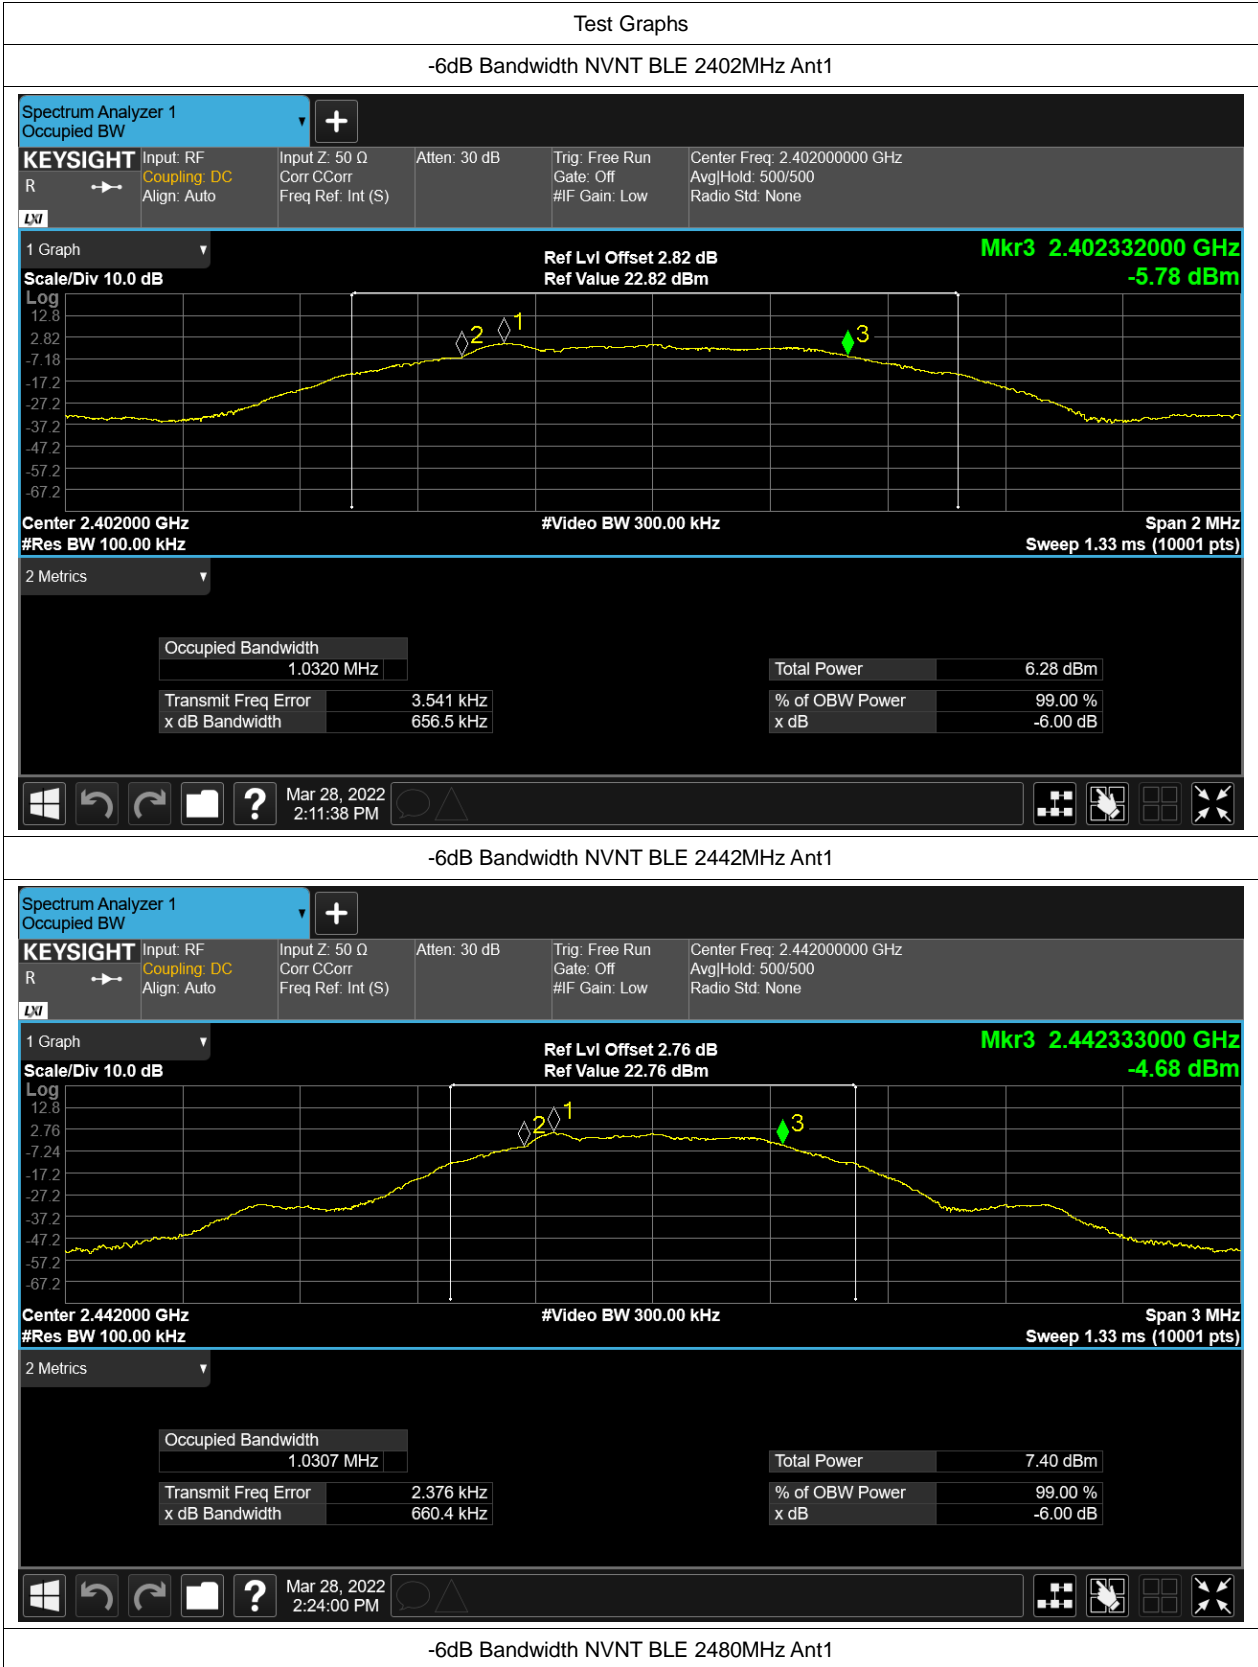 Test Graphs
-6dB Bandwidth NVNT BLE 2402MHz Ant1
Spectrum Analyzer 1
Occupied BW
KEYSIGHT Input: RF Input Z: 50 Ω Atten: 30 dB Trig: Free Run Center Freq: 2.402000000 GHz
R Coupling: DC Corr CCorr Gate: Off Avg|Hold: 500/500
Align: Auto Freq Ref: Int (S) #IF Gain: Low Radio Std: None
LXI
1 Graph Ref Lvl Offset 2.82 dB Mkr3 2.402332000 GHz
Scale/Div 10.0 dB Ref Value 22.82 dBm -5.78 dBm
Log
12.8
2.82
-7.18
-17.2
-27.2
-37.2
-47.2
-57.2
-67.2
2 1 3
Center 2.402000 GHz #Video BW 300.00 kHz Span 2 MHz
#Res BW 100.00 kHz Sweep 1.33 ms (10001 pts)
2 Metrics
Occupied Bandwidth
1.0320 MHz Total Power 6.28 dBm
Transmit Freq Error 3.541 kHz % of OBW Power 99.00 %
x dB Bandwidth 656.5 kHz x dB -6.00 dB
? Mar 28, 2022
2:11:38 PM
-6dB Bandwidth NVNT BLE 2442MHz Ant1
Spectrum Analyzer 1
Occupied BW
KEYSIGHT Input: RF Input Z: 50 Ω Atten: 30 dB Trig: Free Run Center Freq: 2.442000000 GHz
R Coupling: DC Corr CCorr Gate: Off Avg|Hold: 500/500
Align: Auto Freq Ref: Int (S) #IF Gain: Low Radio Std: None
LXI
1 Graph Ref Lvl Offset 2.76 dB Mkr3 2.442333000 GHz
Scale/Div 10.0 dB Ref Value 22.76 dBm -4.68 dBm
Log
12.8
2.76
-7.24
-17.2
-27.2
-37.2
-47.2
-57.2
-67.2
2 1 3
Center 2.442000 GHz #Video BW 300.00 kHz Span 3 MHz
#Res BW 100.00 kHz Sweep 1.33 ms (10001 pts)
2 Metrics
Occupied Bandwidth
1.0307 MHz Total Power 7.40 dBm
Transmit Freq Error 2.376 kHz % of OBW Power 99.00 %
x dB Bandwidth 660.4 kHz x dB -6.00 dB
? Mar 28, 2022
2:24:00 PM
-6dB Bandwidth NVNT BLE 2480MHz Ant1